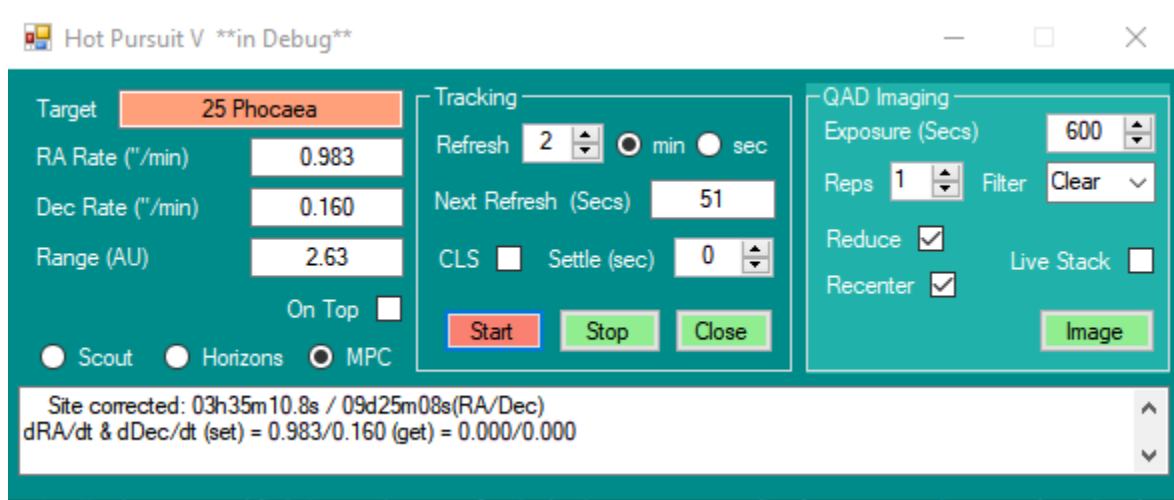 Hot Pursuit V **in Debug**
Target 25 Phocaea
RA Rate ("/min) 0.983
Dec Rate ("/min) 0.160
Range (AU) 2.63
On Top
Scout Horizons MPC
Tracking
Refresh 2 min sec
Next Refresh (Secs) 51
CLS Settle (sec) 0
Start Stop Close
QAD Imaging
Exposure (Secs) 600
Reps 1 Filter Clear
Reduce
Live Stack
Recenter
Image
Site corrected: 03h35m10.8s / 09d25m08s(RA/Dec)
dRA/dt & dDec/dt (set) = 0.983/0.160 (get) = 0.000/0.000